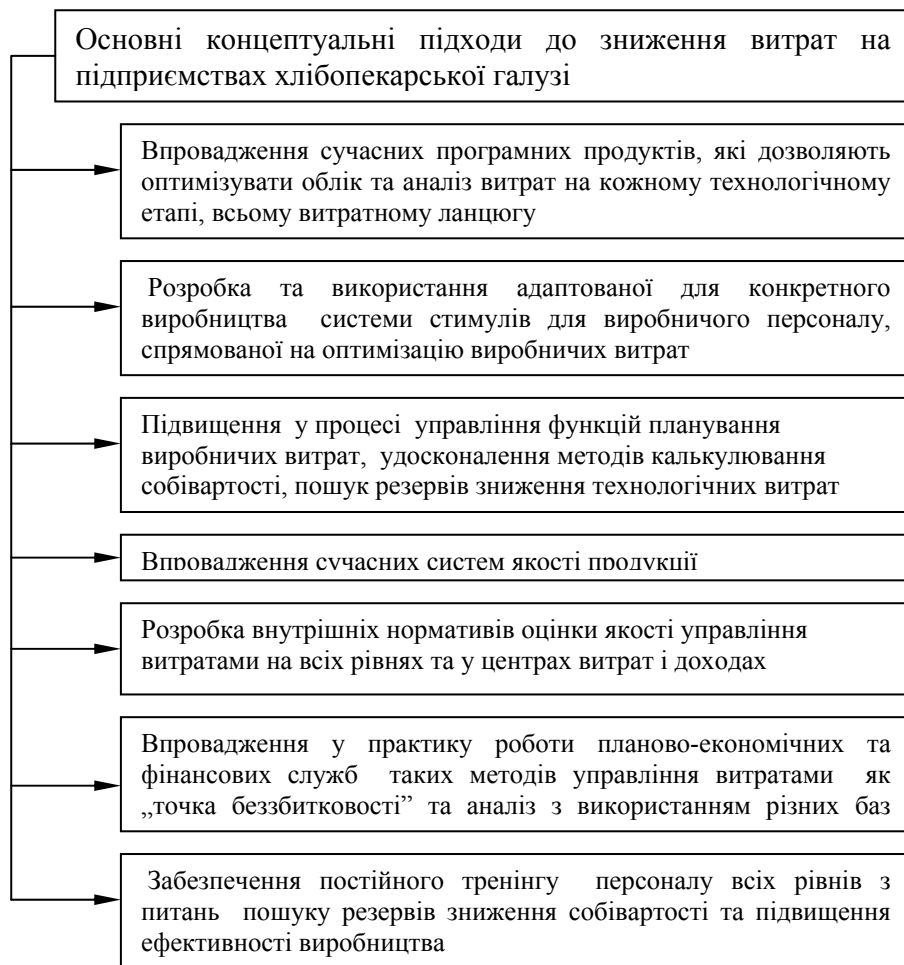 Основні концептуальні підходи до зниження витрат на
підприємствах хлібопекарської галузі
Впровадження сучасних програмних продуктів, які дозволяють
оптимізувати облік та аналіз витрат на кожному технологічному
етапі, всьому витратному ланцюгу
Розробка та використання адаптованої для конкретного
виробництва системи стимулів для виробничого персоналу,
спрямованої на оптимізацію виробничих витрат
Підвищення у процесі управління функцій планування
виробничих витрат, удосконалення методів калькулювання
собівартості, пошук резервів зниження технологічних витрат
Впровадження сучасних систем якості продукції
Розробка внутрішніх нормативів оцінки якості управління
витратами на всіх рівнях та у центрах витрат і доходах
Впровадження у практику роботи планово-економічних та
фінансових служб таких методів управління витратами як
„точка беззбитковості” та аналіз з використанням різних баз
Забезпечення постійного тренінгу персоналу всіх рівнів з
питань пошуку резервів зниження собівартості та підвищення
ефективності виробництва